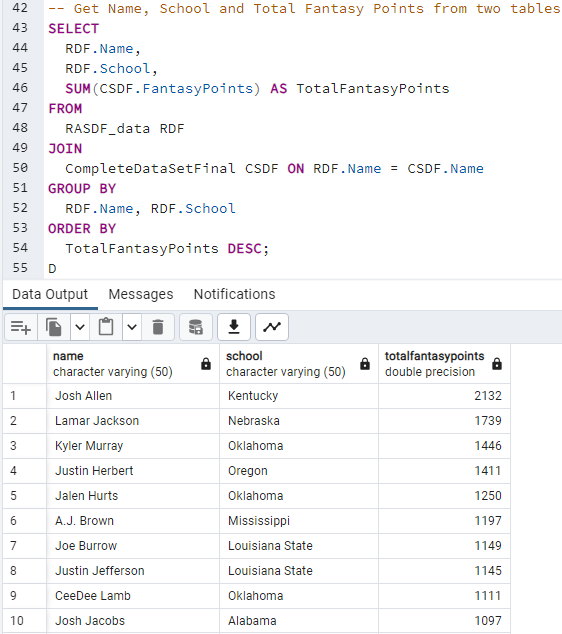 42 -- Get Name, School and Total Fantasy Points from two tables
43 SELECT
44 RDF.Name,
45 RDF.School,
46 SUM(CSDF.FantasyPoints) AS TotalFantasyPoints
47 FROM
48 RASDF_data RDF
49 JOIN
50 CompleteDataSetFinal CSDF ON RDF.Name = CSDF.Name
51 GROUP BY
52 RDF.Name, RDF.School
53 ORDER BY
54 TotalFantasyPoints DESC;
55 D
Data Output Messages Notifications
name school totalfantasypoints
character varying (50) character varying (50) double precision
1 Josh Allen Kentucky 2132
2 Lamar Jackson Nebraska 1739
3 Kyler Murray Oklahoma 1446
4 Justin Herbert Oregon 1411
5 Jalen Hurts Oklahoma 1250
6 A.J. Brown Mississippi 1197
7 Joe Burrow Louisiana State 1149
8 Justin Jefferson Louisiana State 1145
9 CeeDee Lamb Oklahoma 1111
10 Josh Jacobs Alabama 1097